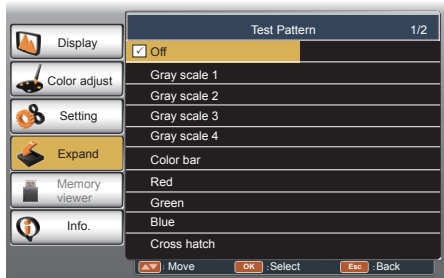 Test Pattern 1/2
Display
Color adjust
Setting
Expand
Memory
viewer
Info.
Off
Gray scale 1
Gray scale 2
Gray scale 3
Gray scale 4
Color bar
Red
Green
Blue
Cross hatch
: Move OK :Select Esc :Back